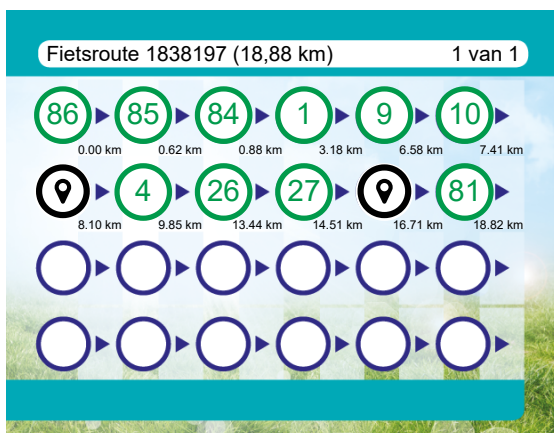 Fietsroute 1838197 (18,88 km) 1 van 1
86 85 84 1 9 10
0.00 km 0.62 km 0.88 km 3.18 km 6.58 km 7.41 km
4 26 27 81
8.10 km 9.85 km 13.44 km 14.51 km 16.71 km 18.82 km